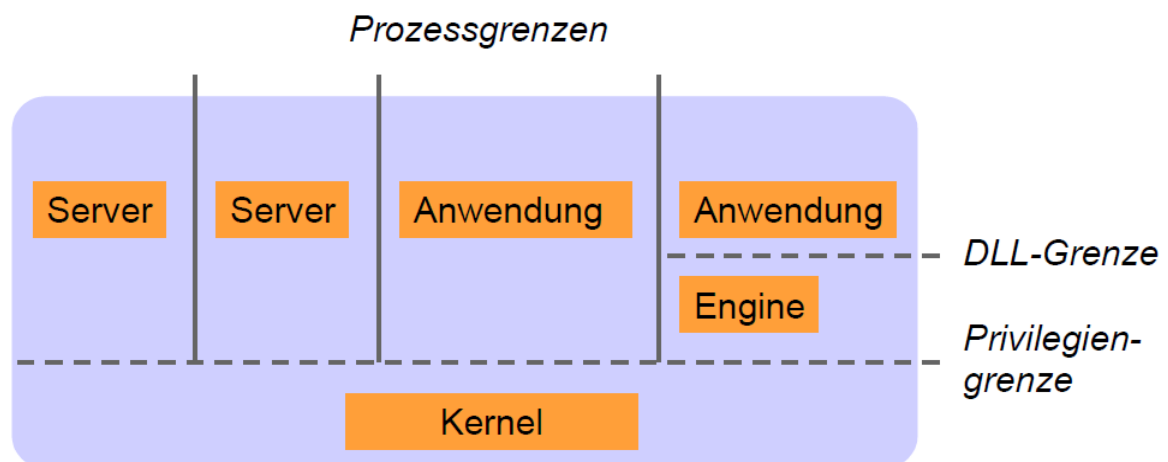 Prozessgrenzen
Server
Server
Anwendung
Anwendung
DLL-Grenze
Engine
Privilegien-
grenze
Kernel